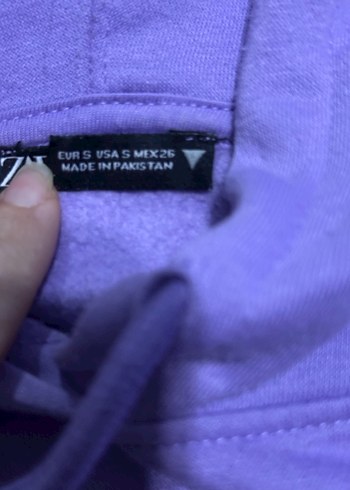 EUR S USA S MEX 26
MADE IN PAKISTAN